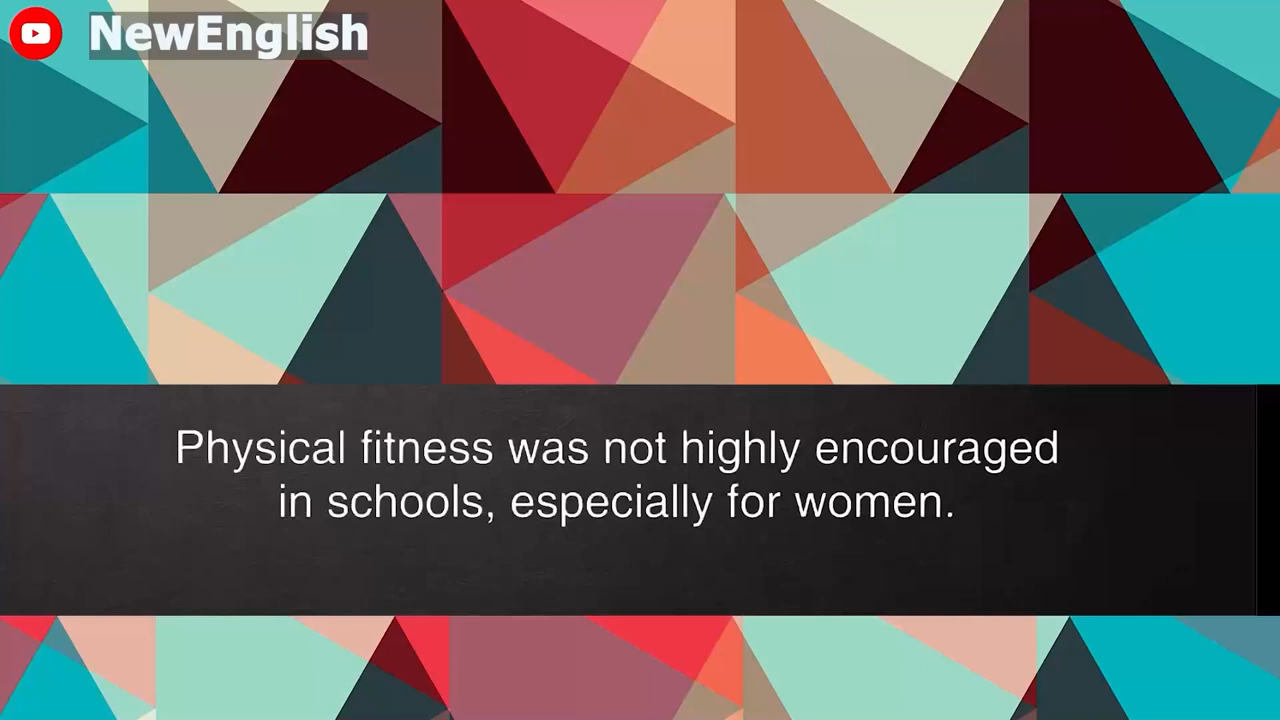 NewEnglish
Physical fitness was not highly encouraged
in schools, especially for women.